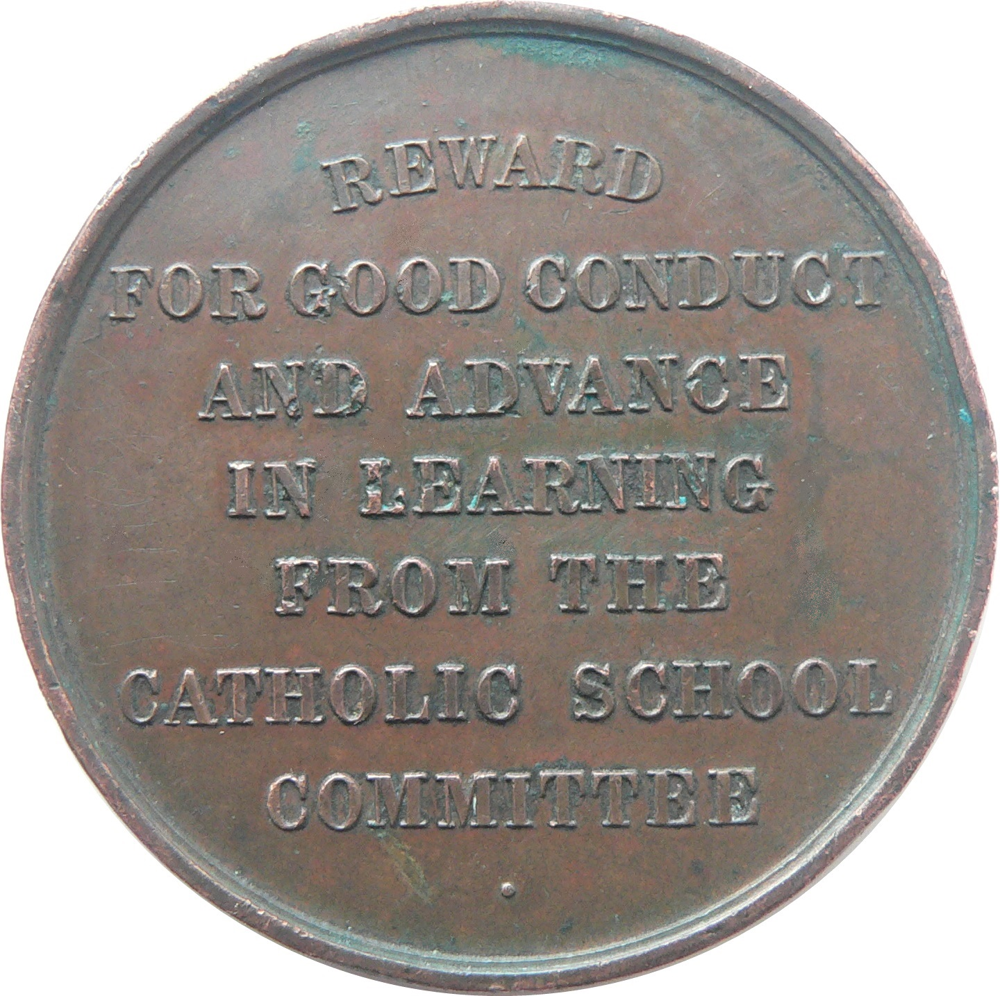 REWARD
FOR GOOD CONDUCT
AND ADVANCE
IN LEARNING
FROM THE
CATHOLIC SCHOOL
COMMITTEE
.